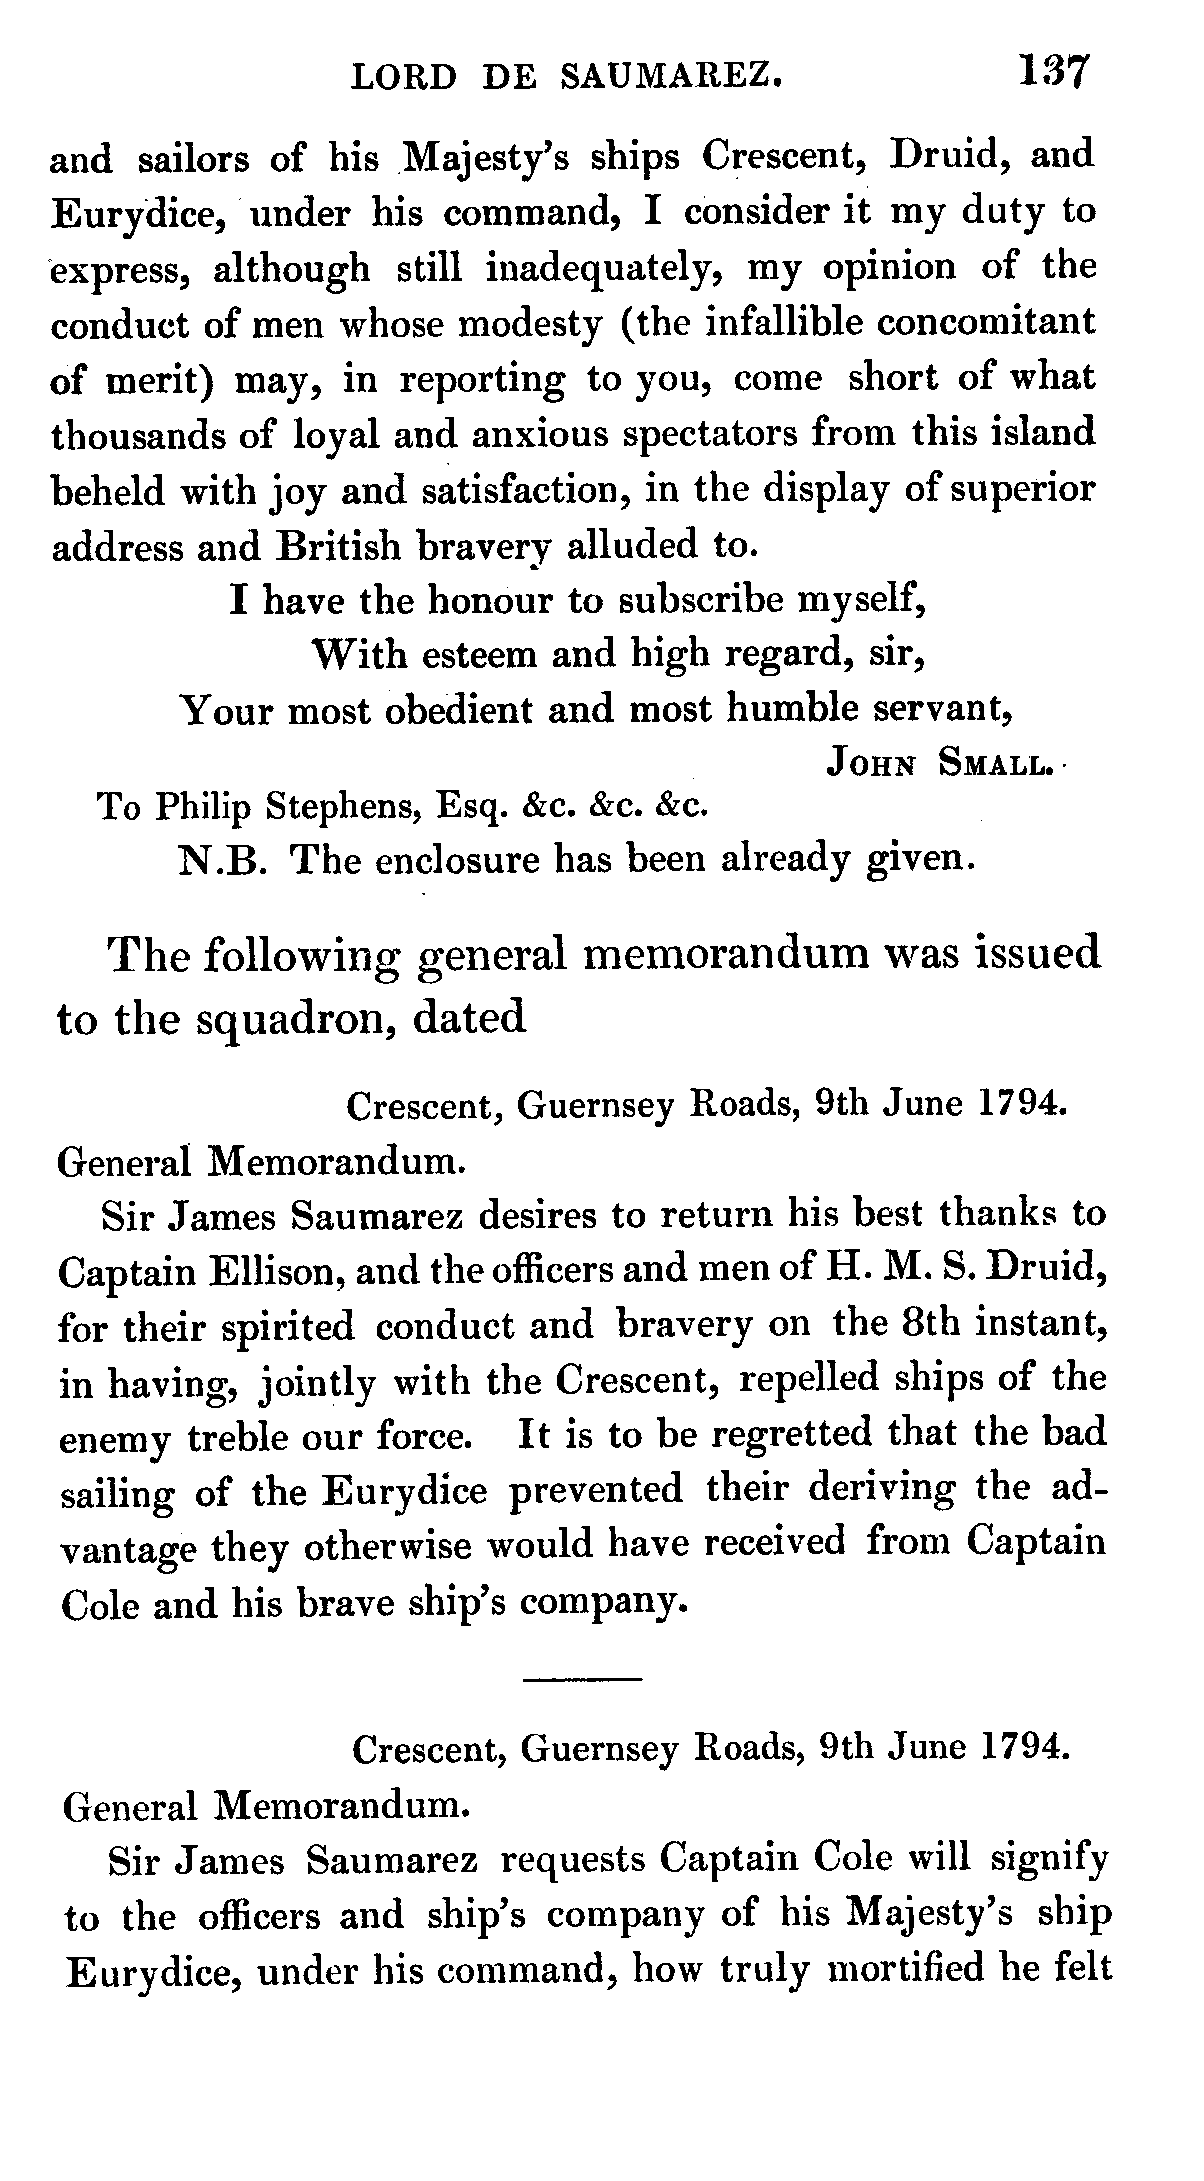 LORD DE SAUMAREZ. 137
and sailors of his Majesty's ships Crescent, Druid, and
Eurydice, under his command, I consider it my duty to
express, although still inadequately, my opinion of the
conduct of men whose modesty (the infallible concomitant
of merit) may, in reporting to you, come short of what
thousands of loyal and anxious spectators from this island
beheld with joy and satisfaction, in the display of superior
address and British bravery alluded to.
I have the honour to subscribe myself,
With esteem and high regard, sir,
Your most obedient and most humble servant,
JOHN SMALL.
To Philip Stephens, Esq. &c. &c. &c.
N.B. The enclosure has been already given.
The following general memorandum was issued
to the squadron, dated
Crescent, Guernsey Roads, 9th June 1794.
General Memorandum.
Sir James Saumarez desires to return his best thanks to
Captain Ellison, and the officers and men of H. M. S. Druid,
for their spirited conduct and bravery on the 8th instant,
in having, jointly with the Crescent, repelled ships of the
enemy treble our force. It is to be regretted that the bad
sailing of the Eurydice prevented their deriving the ad-
vantage they otherwise would have received from Captain
Cole and his brave ship's company.
Crescent, Guernsey Roads, 9th June 1794.
General Memorandum.
Sir James Saumarez requests Captain Cole will signify
to the officers and ship's company of his Majesty's ship
Eurydice, under his command, how truly mortified he felt